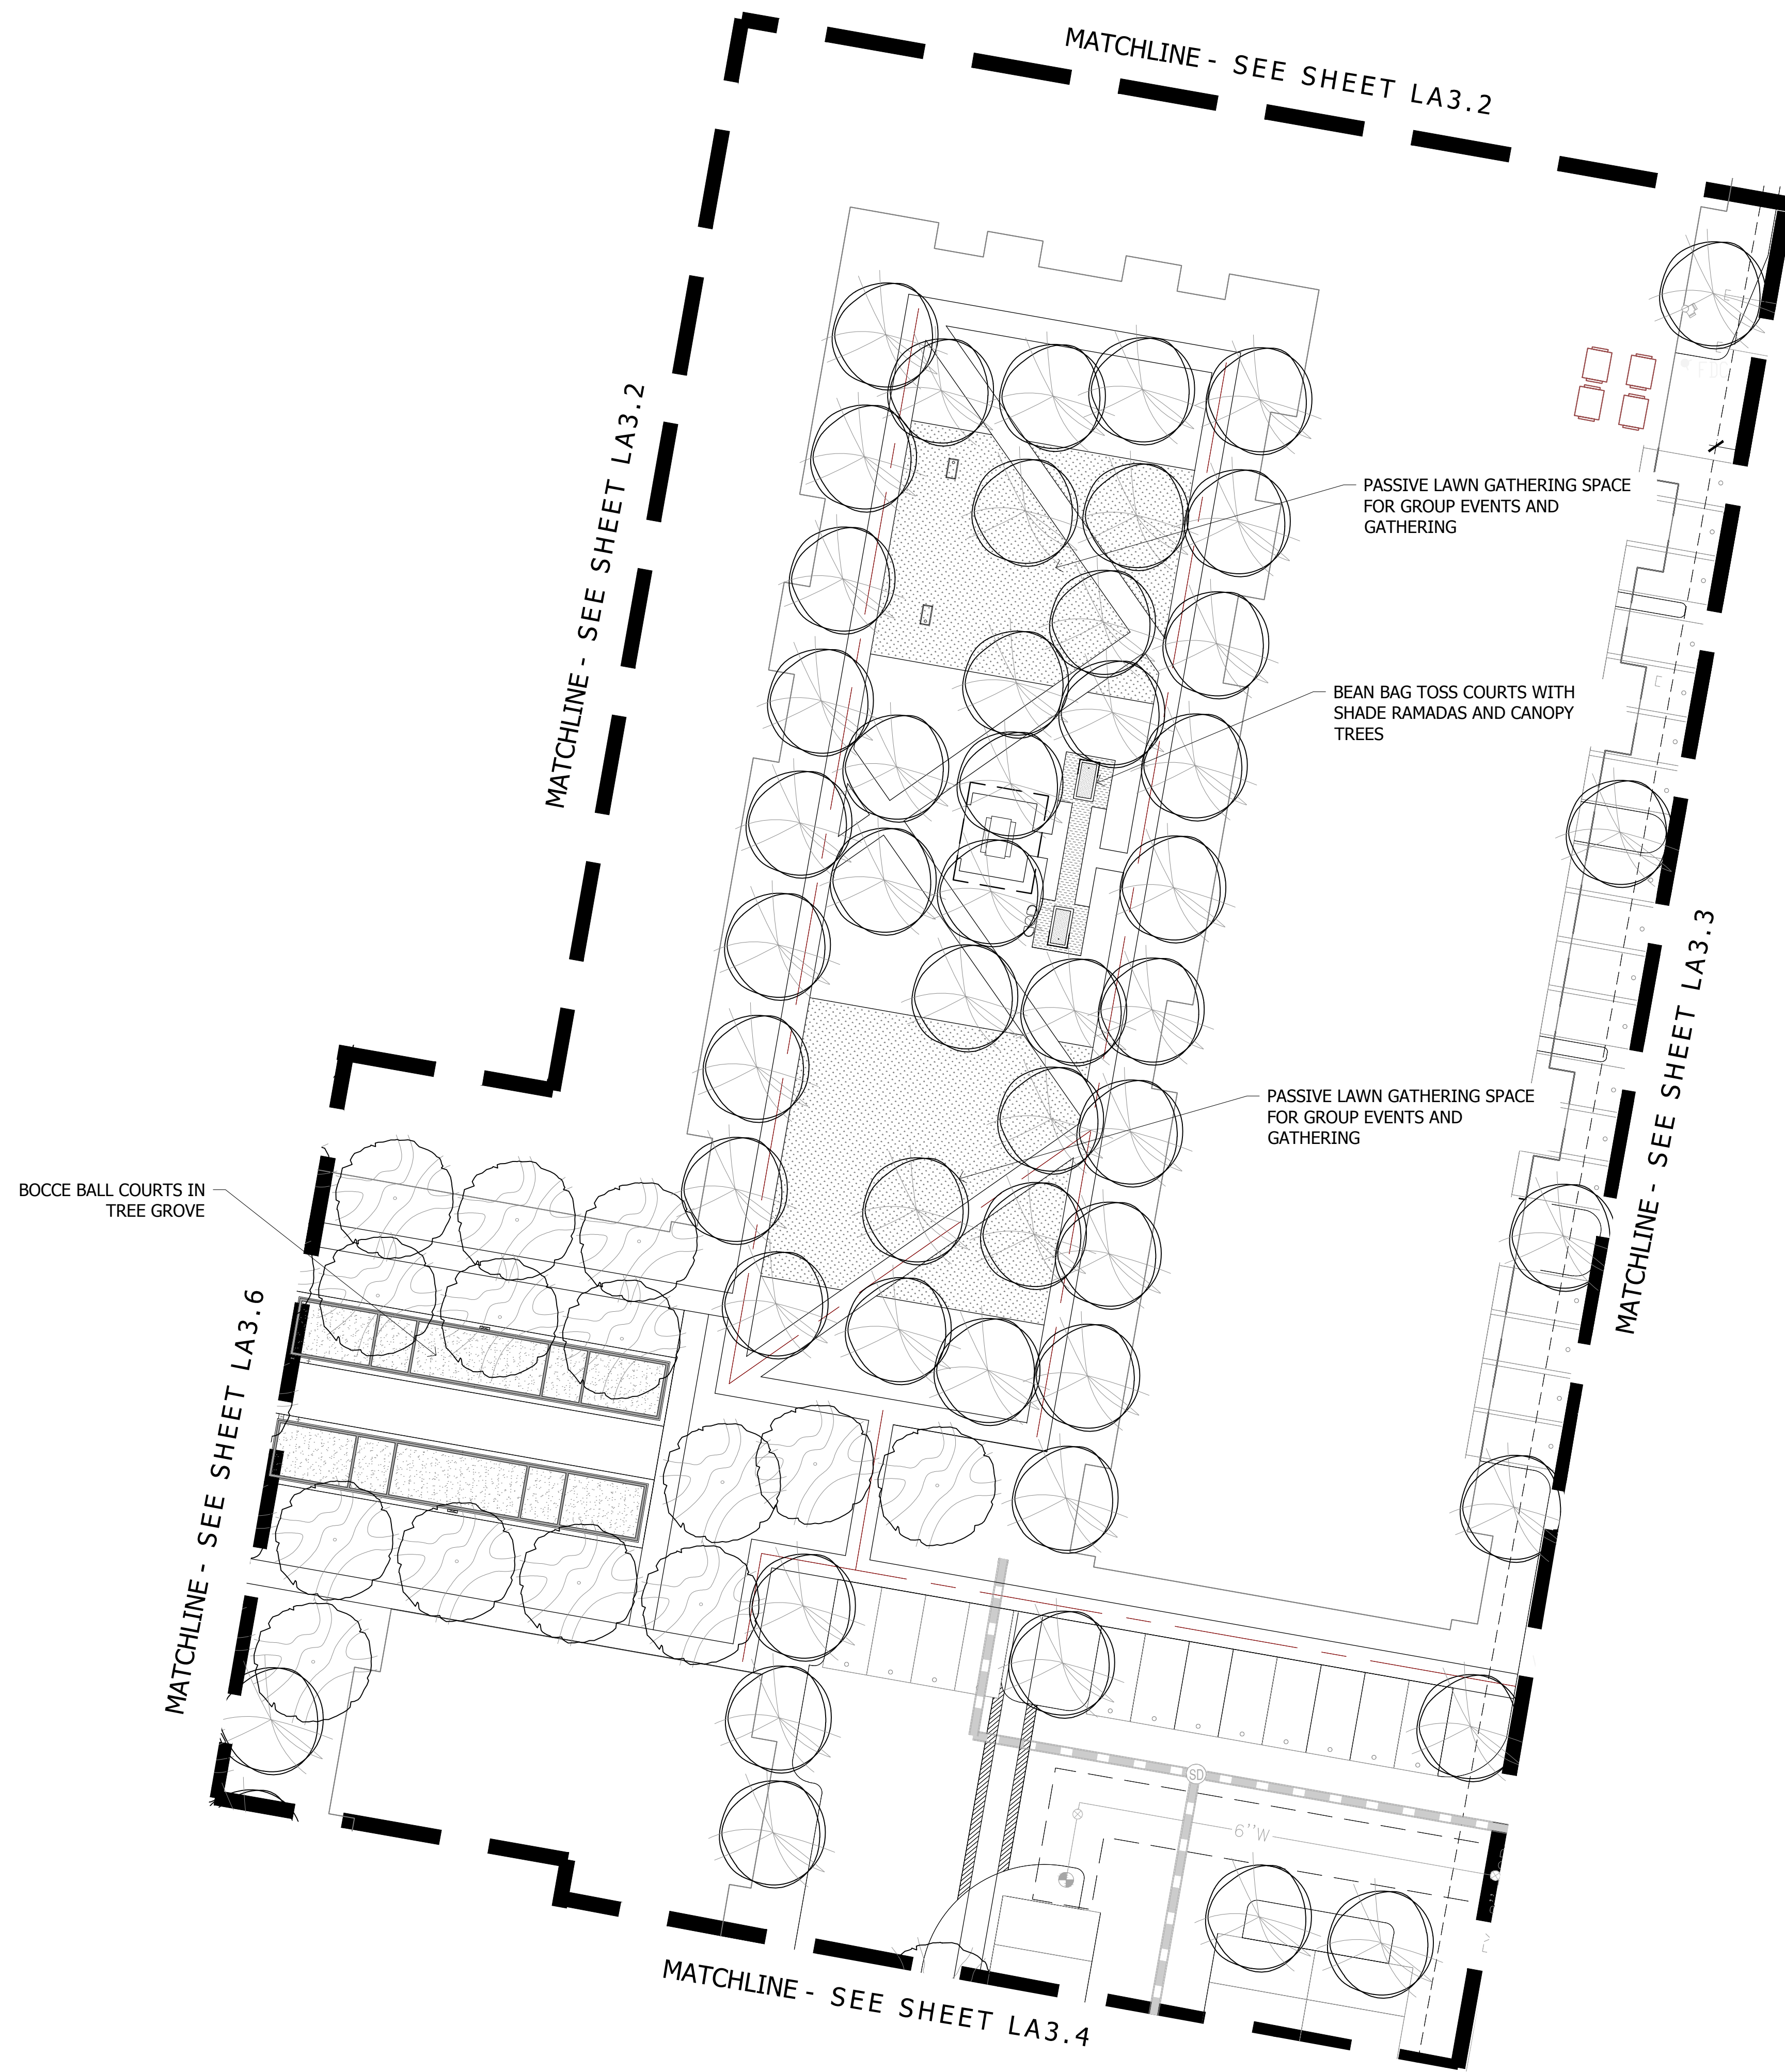 MATCHLINE - SEE SHEET LA3.2
MATCHLINE - SEE SHEET LA3.2
PASSIVE LAWN GATHERING SPACE
FOR GROUP EVENTS AND
GATHERING
BEAN BAG TOSS COURTS WITH
SHADE RAMADAS AND CANOPY
TREES
MATCHLINE - SEE SHEET LA3.3
PASSIVE LAWN GATHERING SPACE
FOR GROUP EVENTS AND
GATHERING
BOCCE BALL COURTS IN
TREE GROVE
MATCHLINE - SEE SHEET LA3.6
SD
6"W
MATCHLINE - SEE SHEET LA3.4